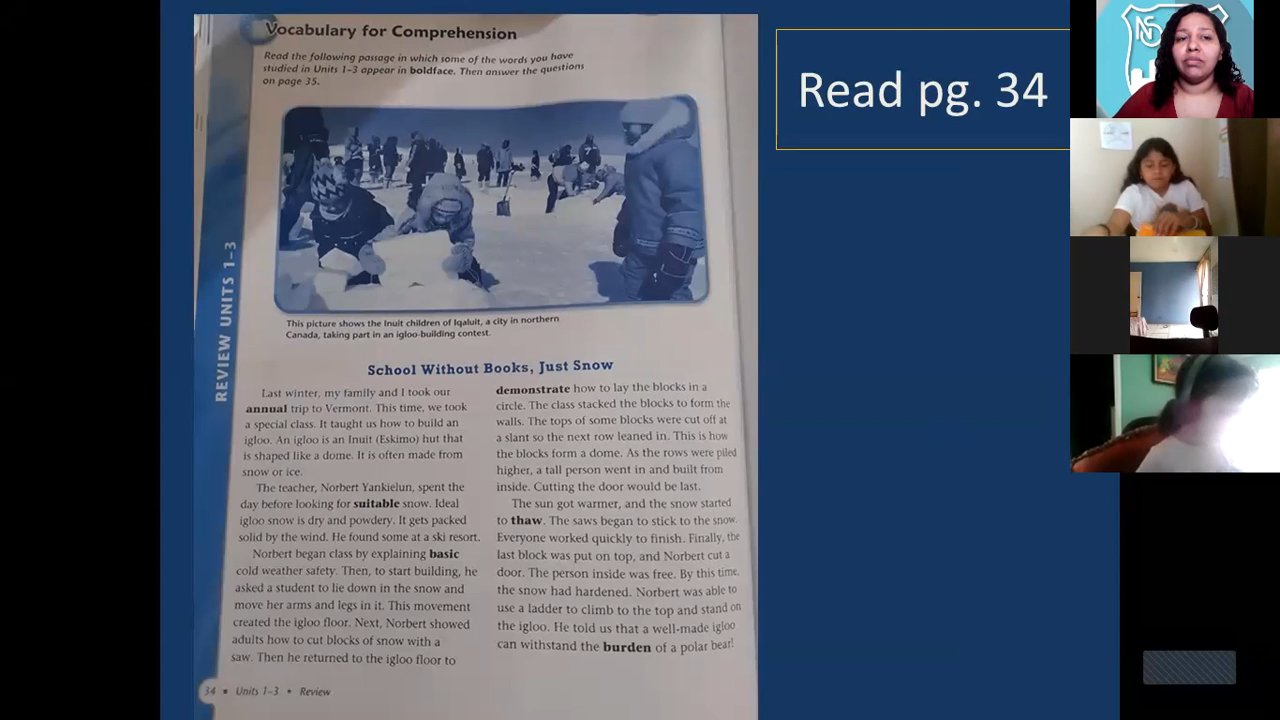 Vocabulary for Comprehension
Read the following passage in which some of the words you have
studied in Units 1–3 appear in boldface. Then answer the questions
on page 35.
Read pg. 34
NS
REVIEW UNITS 1–3
This picture shows the Inuit children of Iqaluit, a city in northern
Canada, taking part in an igloo-building contest.
School Without Books, Just Snow
Last winter, my family and I took our
annual trip to Vermont. This time, we took
a special class. It taught us how to build an
igloo. An igloo is an Inuit (Eskimo) hut that
is shaped like a dome. It is often made from
snow or ice.
The teacher, Norbert Yankielun, spent the
day before looking for suitable snow. Ideal
igloo snow is dry and powdery. It gets packed
solid by the wind. He found some at a ski resort.
Norbert began class by explaining basic
cold weather safety. Then, to start building, he
asked a student to lie down in the snow and
move her arms and legs in it. This movement
created the igloo floor. Next, Norbert showed
adults how to cut blocks of snow with a
saw. Then he returned to the igloo floor to
demonstrate how to lay the blocks in a
circle. The class stacked the blocks to form the
walls. The tops of some blocks were cut off at
a slant so the next row leaned in. This is how
the blocks form a dome. As the rows were piled
higher, a tall person went in and built from
inside. Cutting the door would be last.
The sun got warmer, and the snow started
to thaw. The saws began to stick to the snow.
Everyone worked quickly to finish. Finally, the
last block was put on top, and Norbert cut a
door. The person inside was free. By this time,
the snow had hardened. Norbert was able to
use a ladder to climb to the top and stand on
the igloo. He told us that a well-made igloo
can withstand the burden of a polar bear!
34 ▪ Units 1–3 • Review